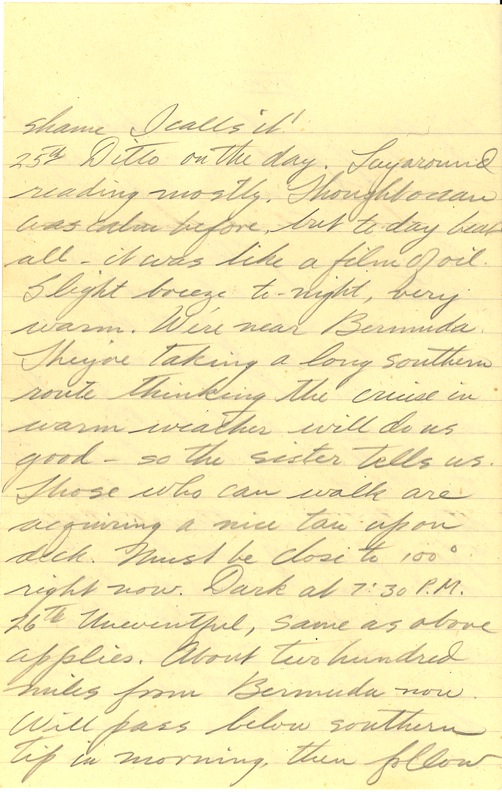 shame I calls it!
25th Ditto on the day. Lay around
reading mostly. Thought ocean
was calm before, but to-day beats
all - it was like a film of oil.
Slight breeze to-night, very
warm. We're near Bermuda.
They're taking a long southern
route thinking the cruise in
warm weather will do us
good - so the sister tells us.
Those who can walk are
acquiring a nice tan upon
deck. Must be close to 100°
right now. Dark at 7:30 P.M.
26th Uneventful, same as above
applies. About two hundred
miles from Bermuda now.
Will pass below southern
tip in morning, then follow